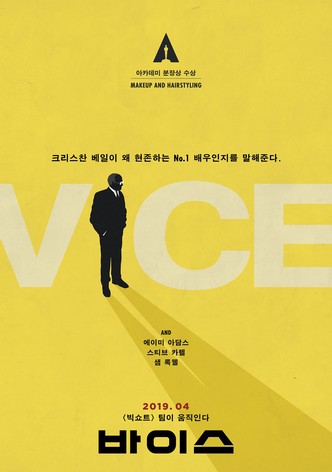 아카데미 분장상 수상
MAKEUP AND HAIRSTYLING
크리스찬 베일이 왜 현존하는 No.1 배우인지를 말해준다.
V CE
AND
에이미 아담스
스티브 카렐
샘 록웰
2019.04
<빅쇼트> 팀이 움직인다
바이스